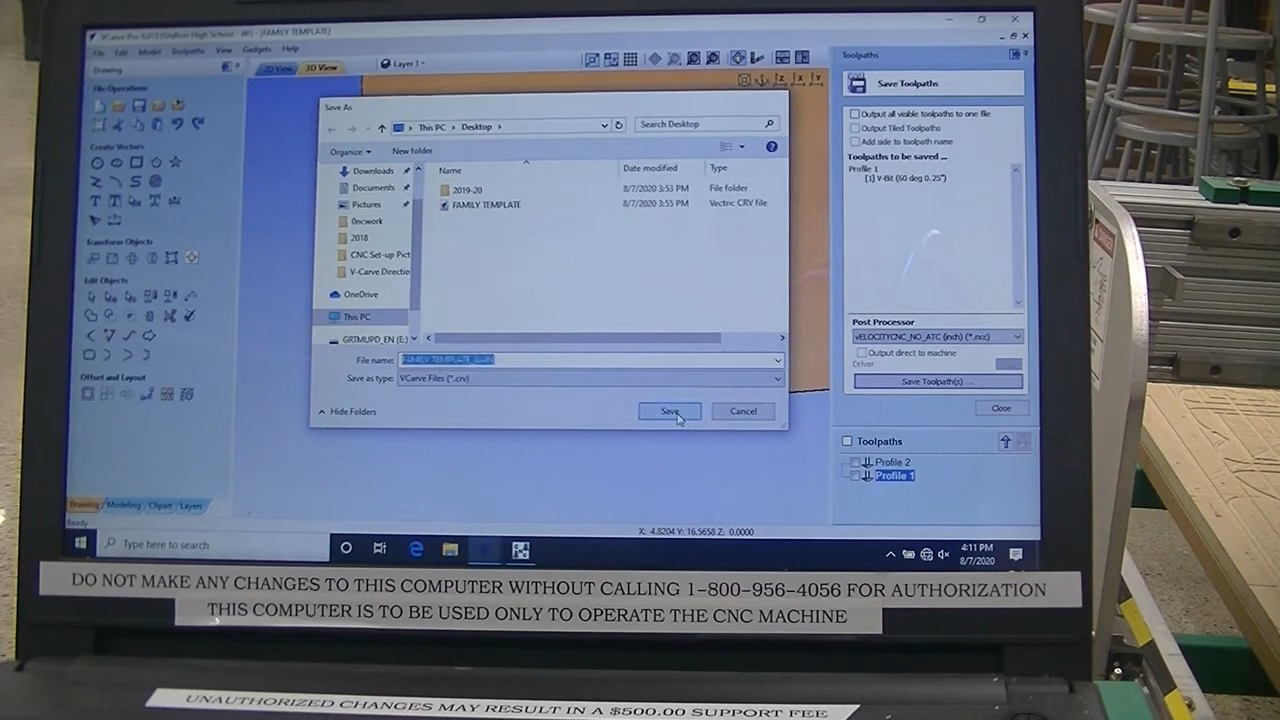 VCarve Pro 9.013 (Grafton High School - WI) - [FAMILY TEMPLATE]
File Edit Model Toolpaths View Gadgets Help
Drawing
File Operations
Create Vectors
Transform Objects
Edit Objects
Offset and Layout
Drawing Modeling Clipart Layers
Ready
2D View 3D View Layer 1
Save As
This PC > Desktop >
Search Desktop
Organize New folder
Downloads
Documents
Pictures
0ncwork
2018
CNC Set-up Pict
V-Carve Directio
OneDrive
This PC
GRTMUPD_EN (E:)
Name Date modified Type
2019-20 8/7/2020 3:53 PM File folder
FAMILY TEMPLATE 8/7/2020 3:55 PM Vectric CRV file
File name: FAMILY TEMPLATE
Save as type: VCarve Files (*.crv)
Hide Folders Save Cancel
Toolpaths
Save Toolpaths
Output all visible toolpaths to one file
Output Tiled Toolpaths
Add side to toolpath name
Toolpaths to be saved ...
Profile 1
[1] V-Bit (60 deg 0.25")
Post Processor
vELOCITYCNC_NO_ATC (inch) (*.ncc)
Output direct to machine
Driver
Save Toolpath(s) ...
Close
Toolpaths
Profile 2
Profile 1
X: 4.8204 Y: 16.5658 Z: 0.0000
Type here to search
4:11 PM
8/7/2020
DO NOT MAKE ANY CHANGES TO THIS COMPUTER WITHOUT CALLING 1-800-956-4056 FOR AUTHORIZATION
THIS COMPUTER IS TO BE USED ONLY TO OPERATE THE CNC MACHINE
UNAUTHORIZED CHANGES MAY RESULT IN A $500.00 SUPPORT FEE